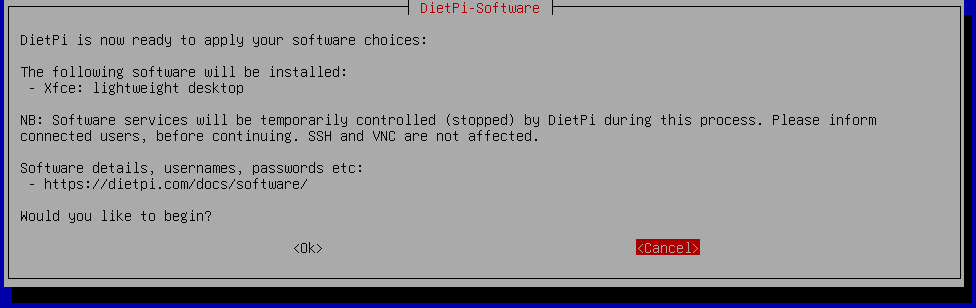 DietPi-Software
DietPi is now ready to apply your software choices:
The following software will be installed:
- Xfce: lightweight desktop
NB: Software services will be temporarily controlled (stopped) by DietPi during this process. Please inform
connected users, before continuing. SSH and VNC are not affected.
Software details, usernames, passwords etc:
- https://dietpi.com/docs/software/
Would you like to begin?
<Ok> <Cancel>